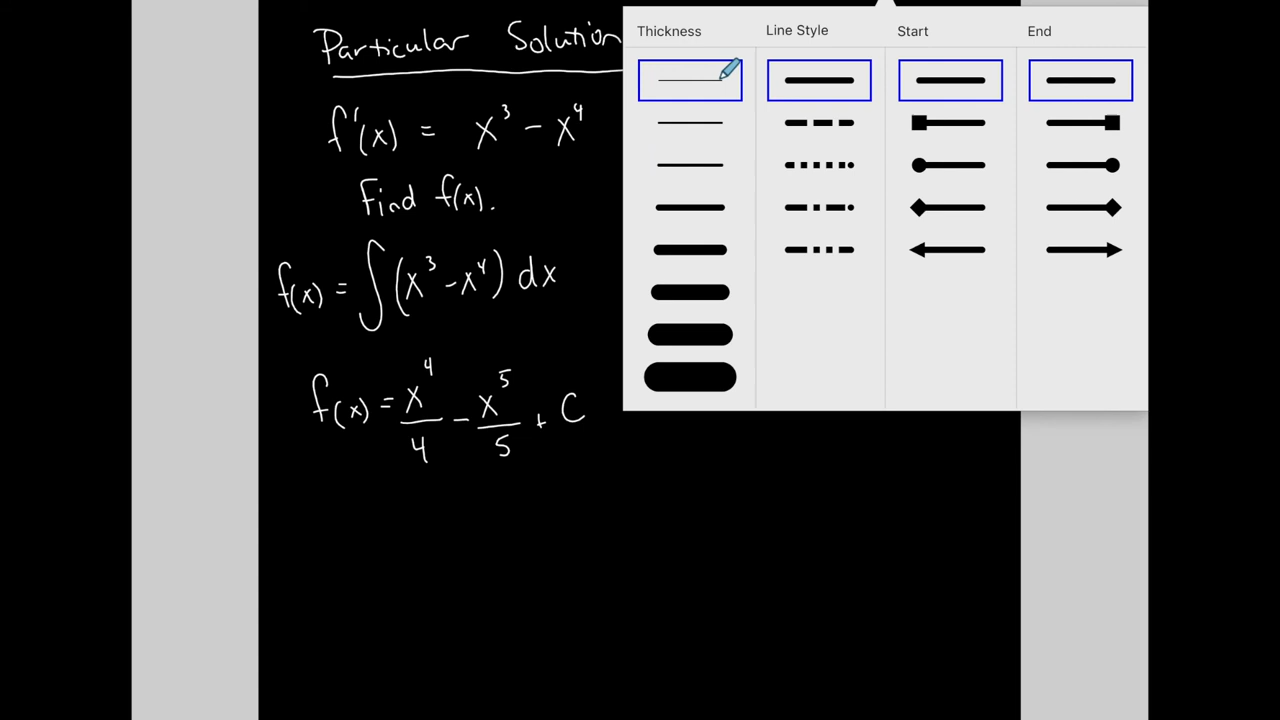 Particular Solution
f'(x) = x³ - x⁴
Find f(x).
f(x) = ∫(x³ - x⁴) dx
f(x) = x⁴/4 - x⁵/5 + C
Thickness
Line Style
Start
End